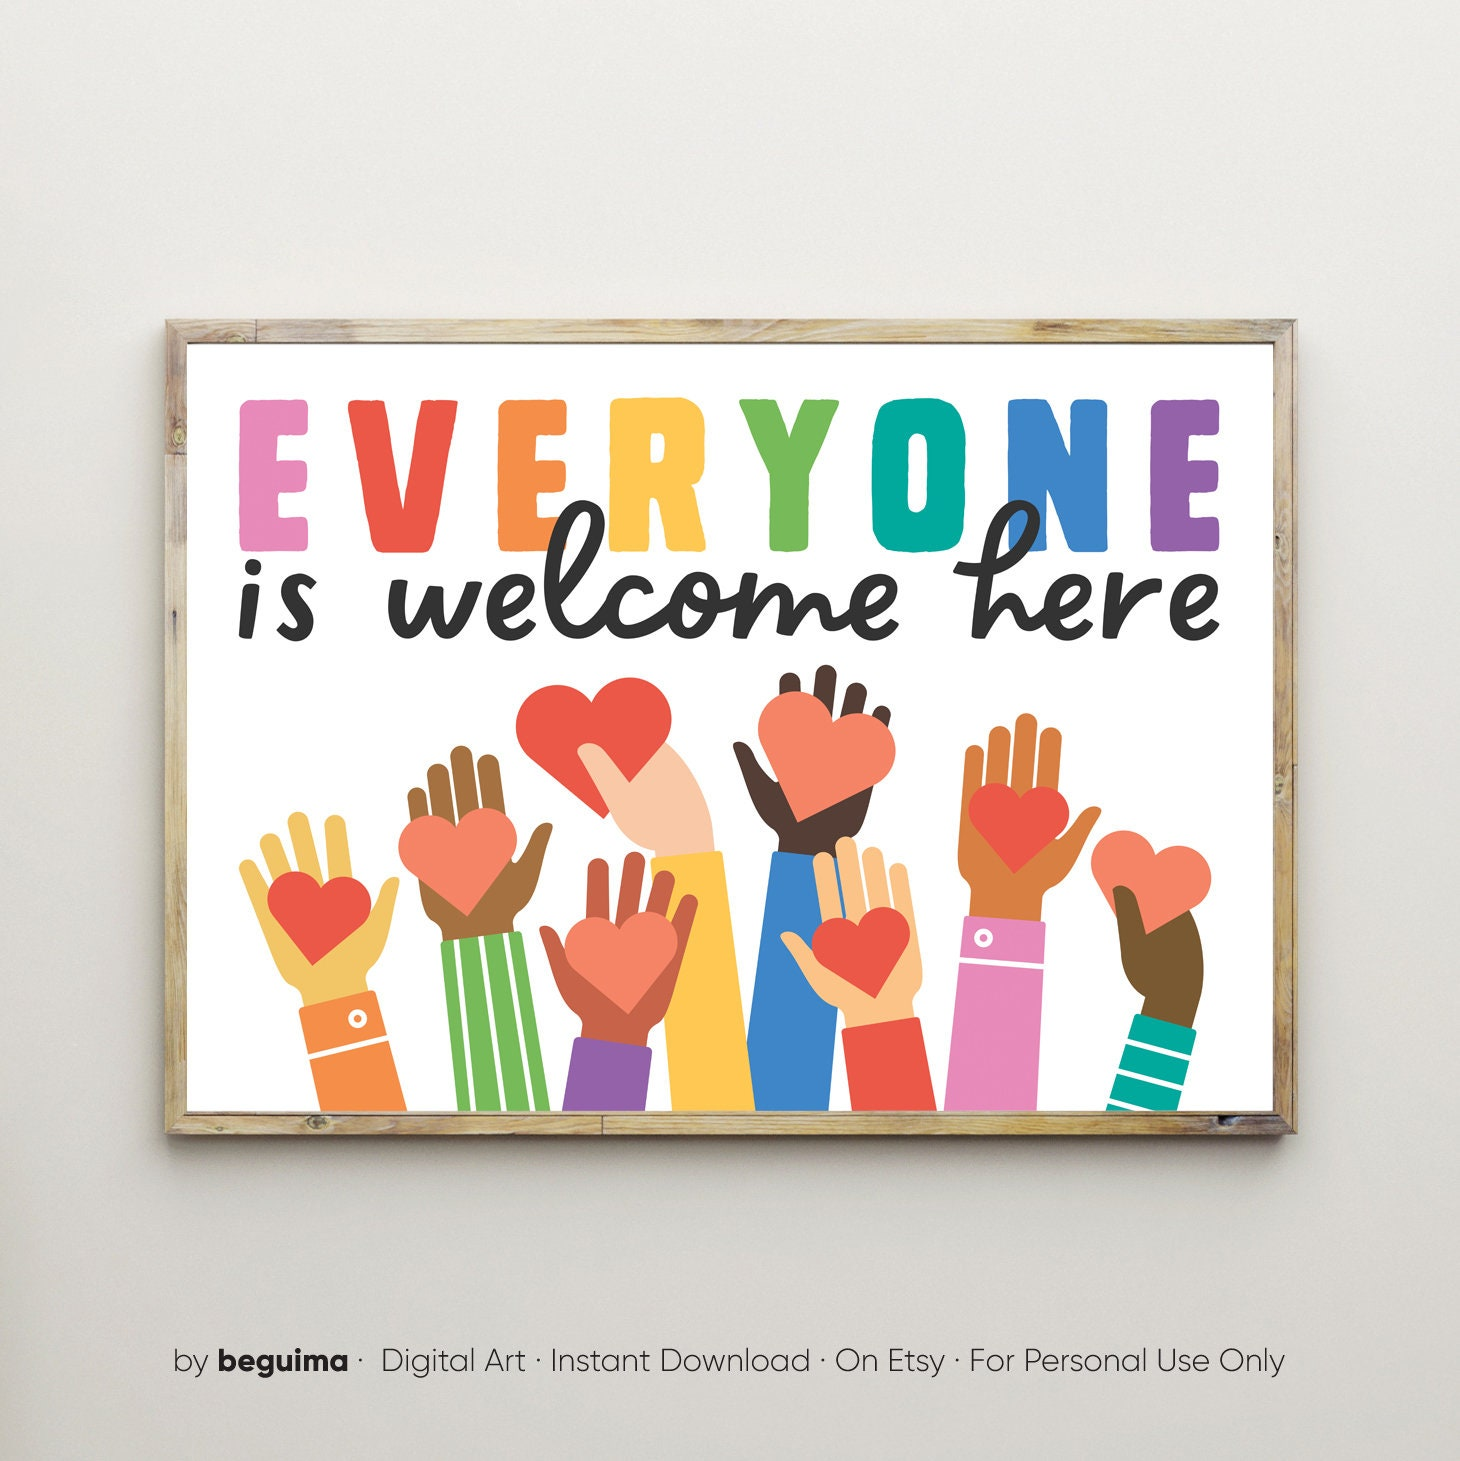 EVERYONE
is welcome here
by beguima · Digital Art · Instant Download · On Etsy · For Personal Use Only